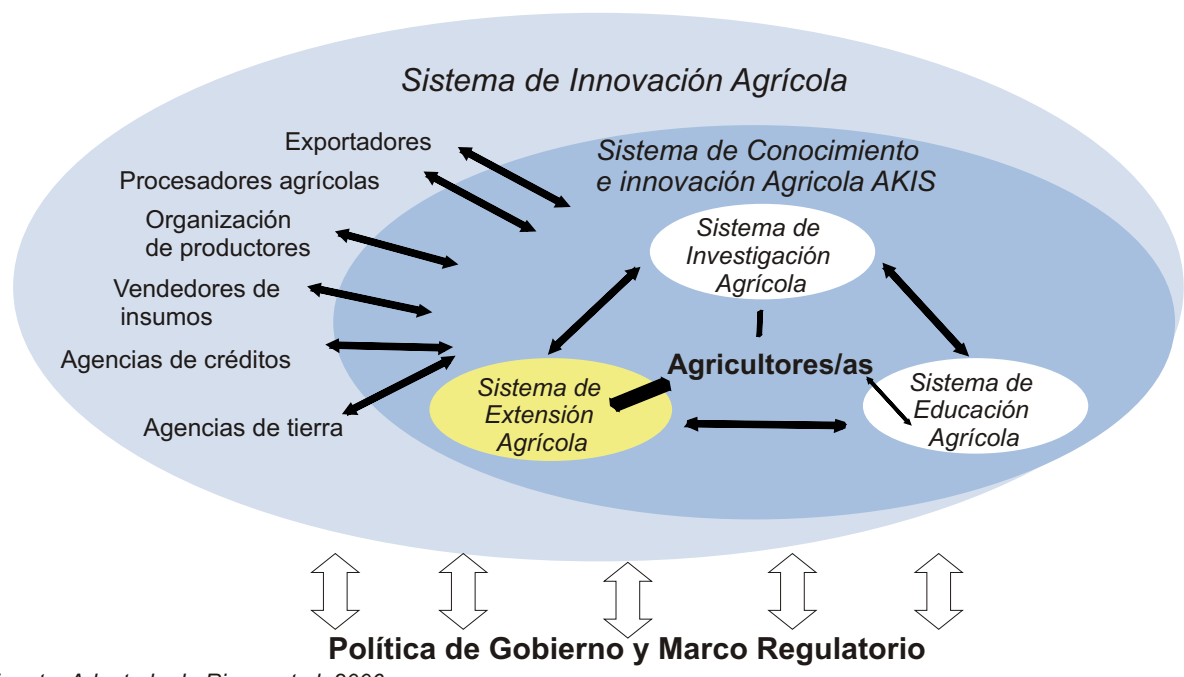 Sistema de Innovación Agrícola
Exportadores
Procesadores agrícolas
Organización
de productores
Vendedores de
insumos
Agencias de créditos
Agencias de tierra
Sistema de Conocimiento
e innovación Agricola AKIS
Sistema de
Investigación
Agrícola
Agricultores/as
Sistema de
Extensión
Agrícola
Sistema de
Educación
Agrícola
Política de Gobierno y Marco Regulatorio